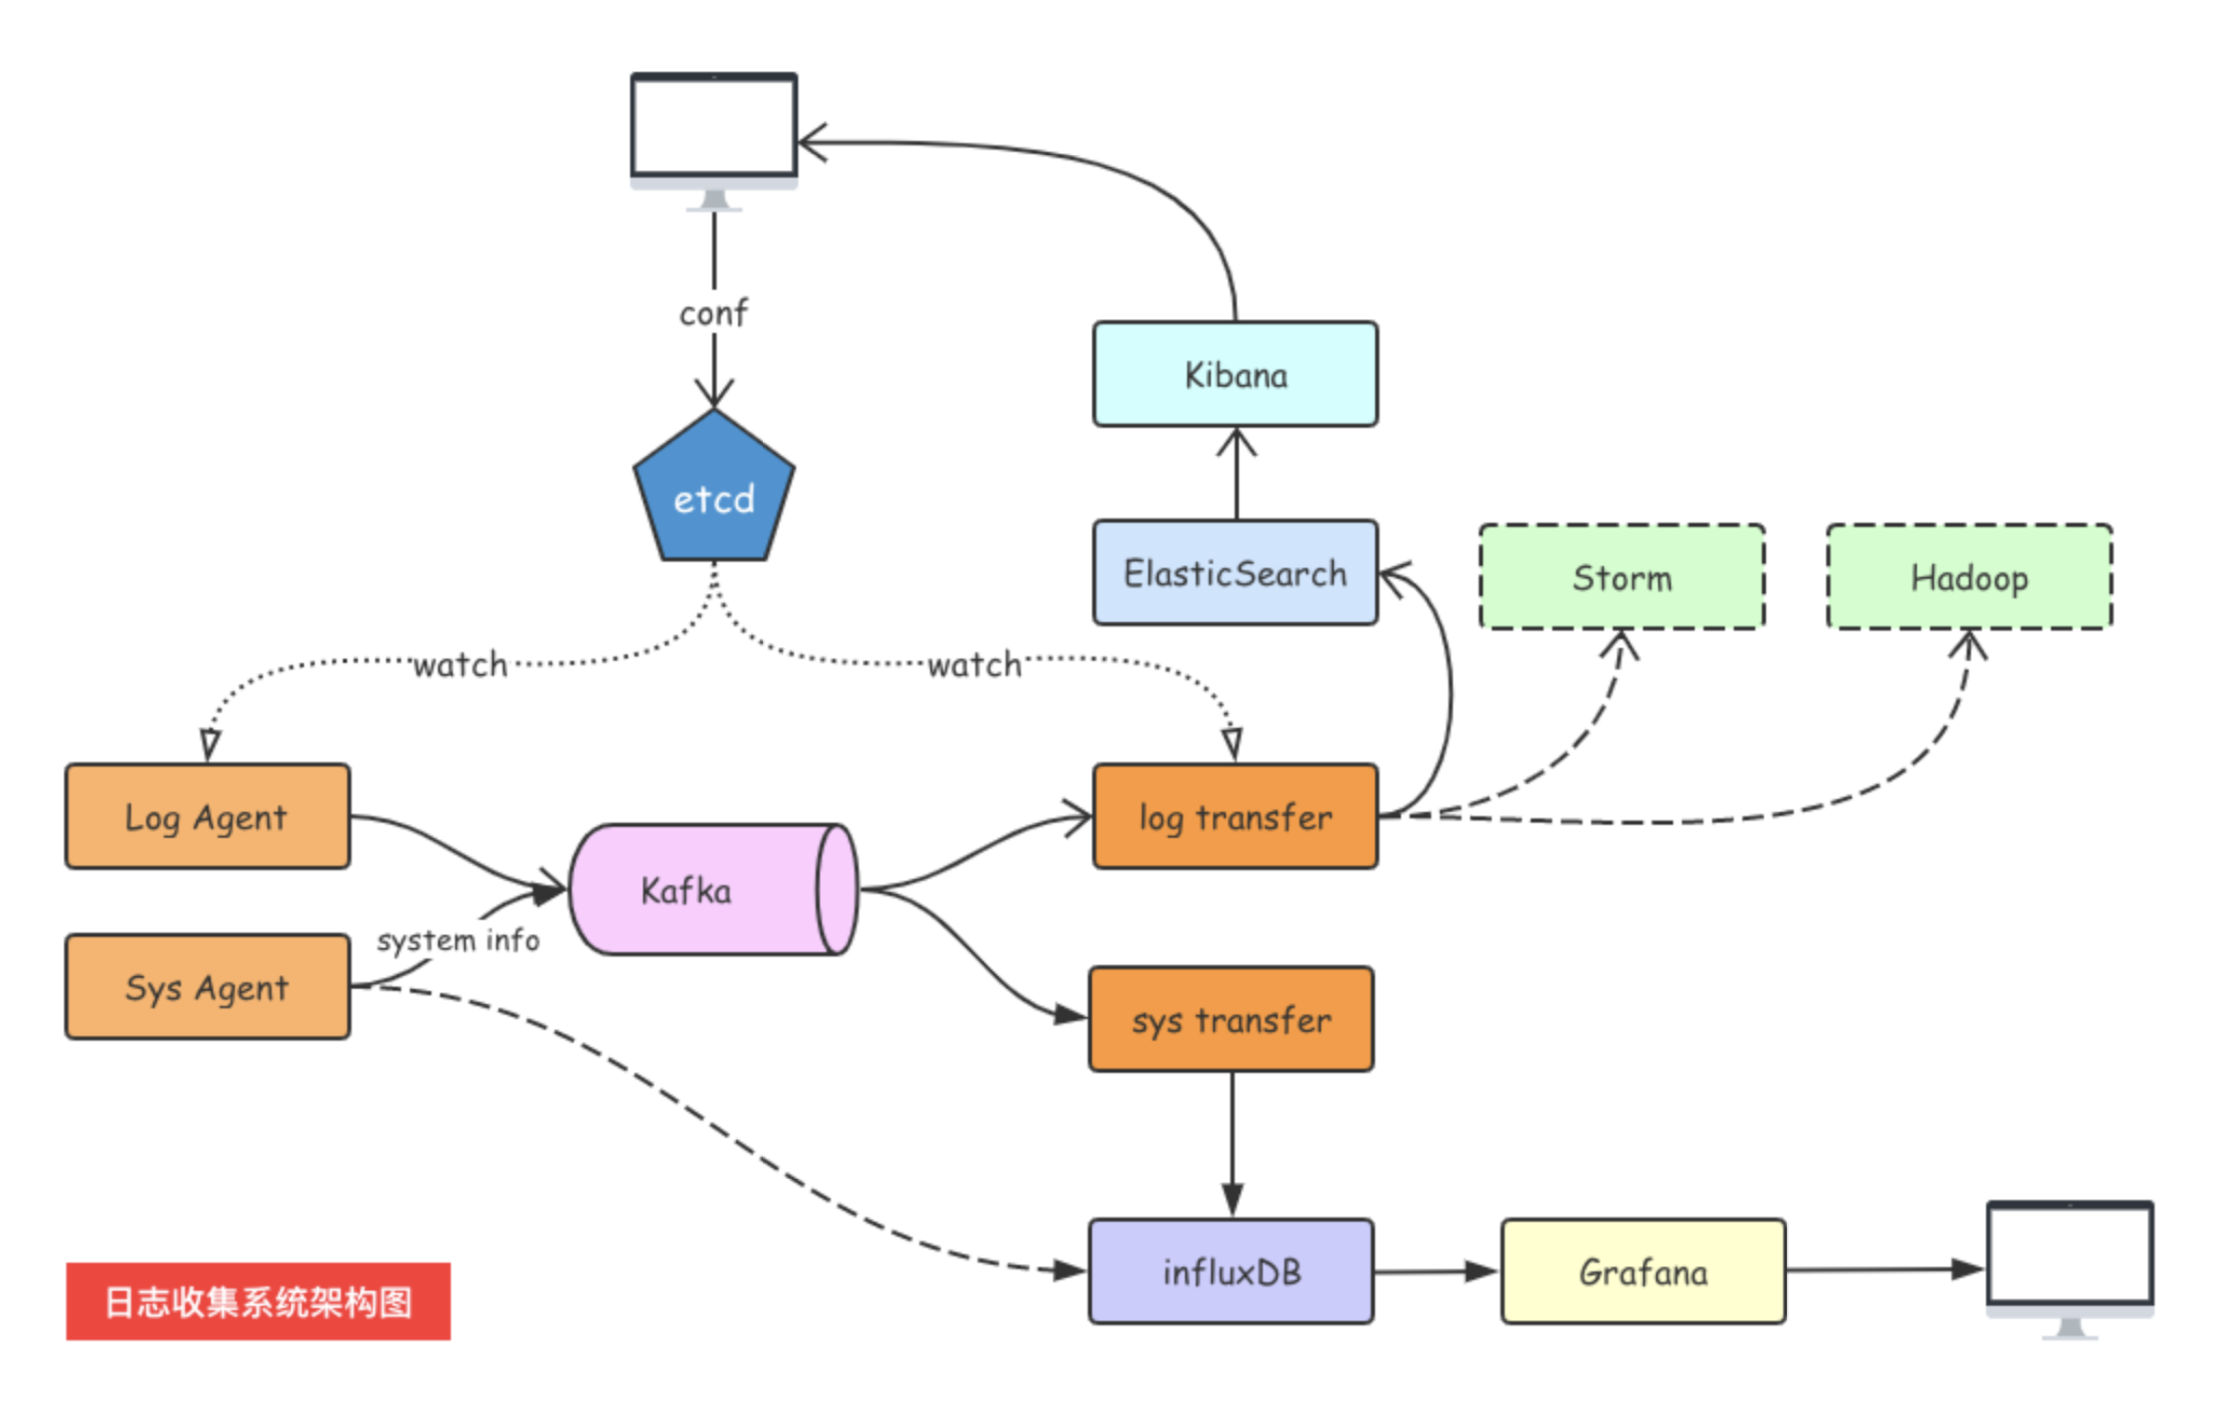 conf
Kibana
etcd
ElasticSearch
Storm
Hadoop
watch
watch
Log Agent
log transfer
Kafka
system info
Sys Agent
sys transfer
influxDB
Grafana
日志收集系统架构图